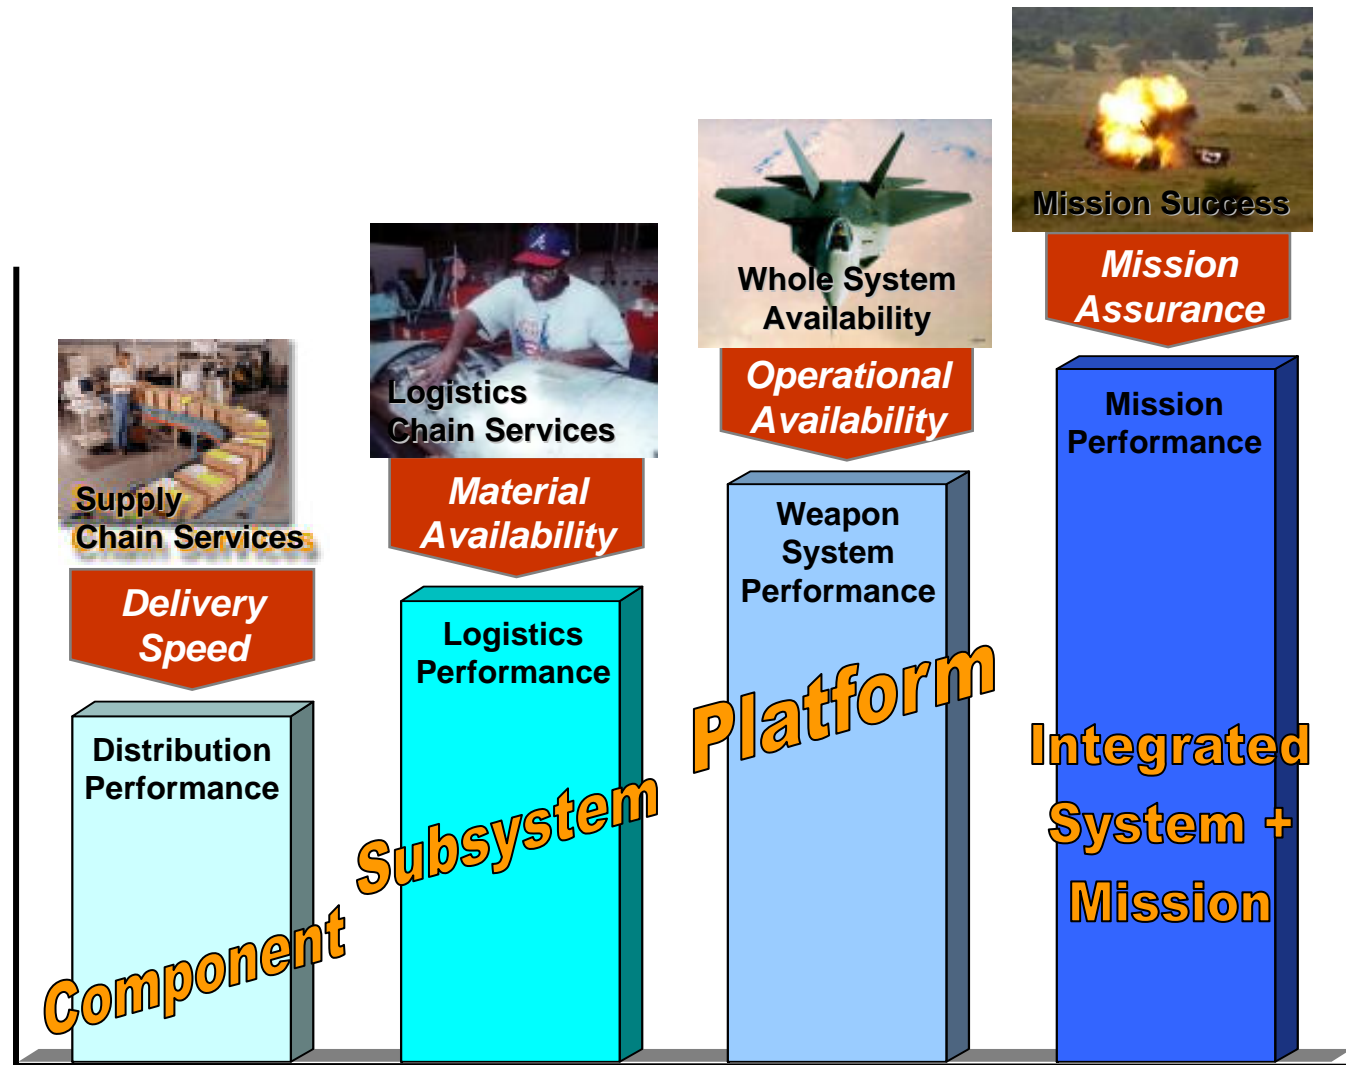 Supply
Chain Services
Delivery
Speed
Distribution
Performance
Component
Logistics
Chain Services
Material
Availability
Logistics
Performance
Subsystem
Whole System
Availability
Operational
Availability
Weapon
System
Performance
Platform
Mission Success
Mission
Assurance
Mission
Performance
Integrated
System +
Mission